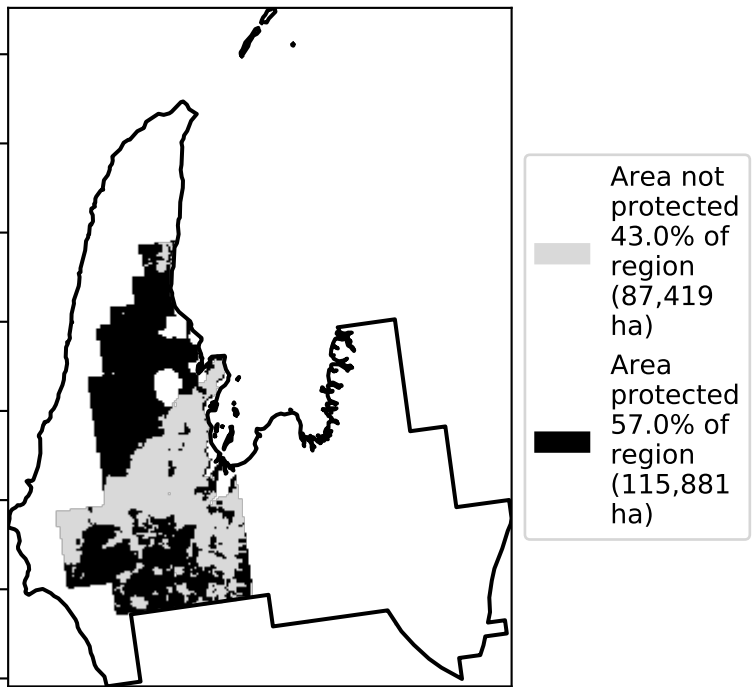 Area not
protected
43.0% of
region
(87,419
ha)
Area
protected
57.0% of
region
(115,881
ha)